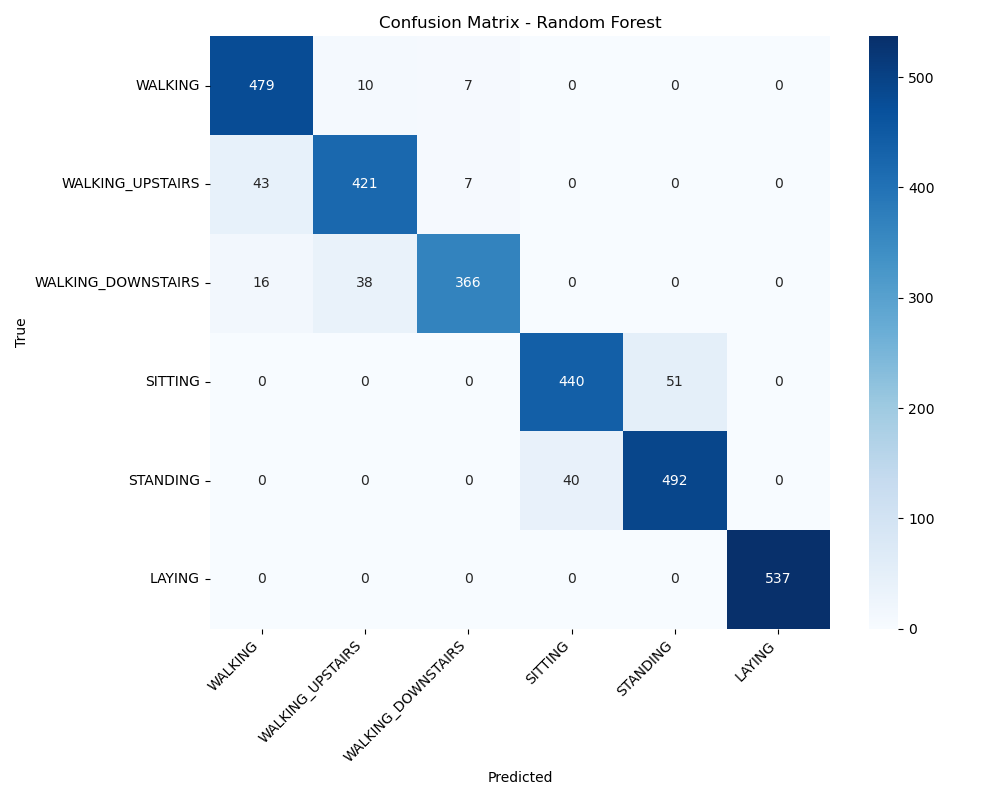 Confusion Matrix - Random Forest
WALKING 479 10 7 0 0 0
WALKING_UPSTAIRS 43 421 7 0 0 0
WALKING_DOWNSTAIRS 16 38 366 0 0 0
SITTING 0 0 0 440 51 0
STANDING 0 0 0 40 492 0
LAYING 0 0 0 0 0 537
True
WALKING
WALKING_UPSTAIRS
WALKING_DOWNSTAIRS
SITTING
STANDING
LAYING
Predicted
500
400
300
200
100
0